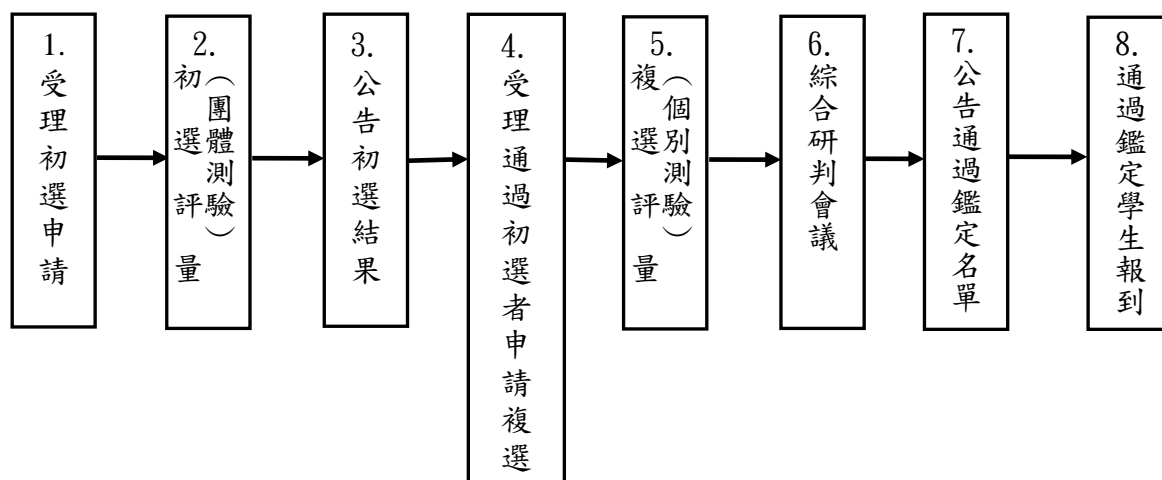 1.
受理初選申請
2.
初選評量
（團體測驗）
3.
公告初選結果
4.
受理通過初選者申請複選
5.
複選評量
（個別測驗）
6.
綜合研判會議
7.
公告通過鑑定名單
8.
通過鑑定學生報到